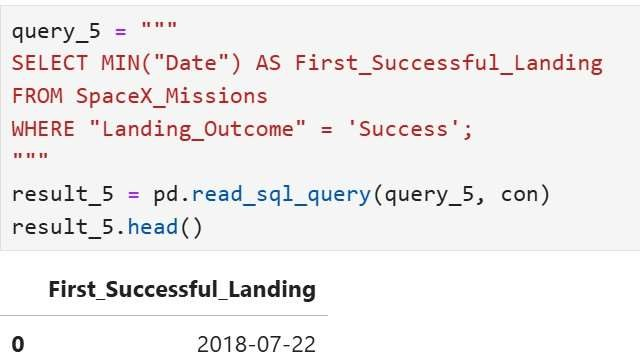 query_5 = """
SELECT MIN("Date") AS First_Successful_Landing
FROM SpaceX_Missions
WHERE "Landing_Outcome" = 'Success';
"""
result_5 = pd.read_sql_query(query_5, con)
result_5.head()
First_Successful_Landing
0 2018-07-22